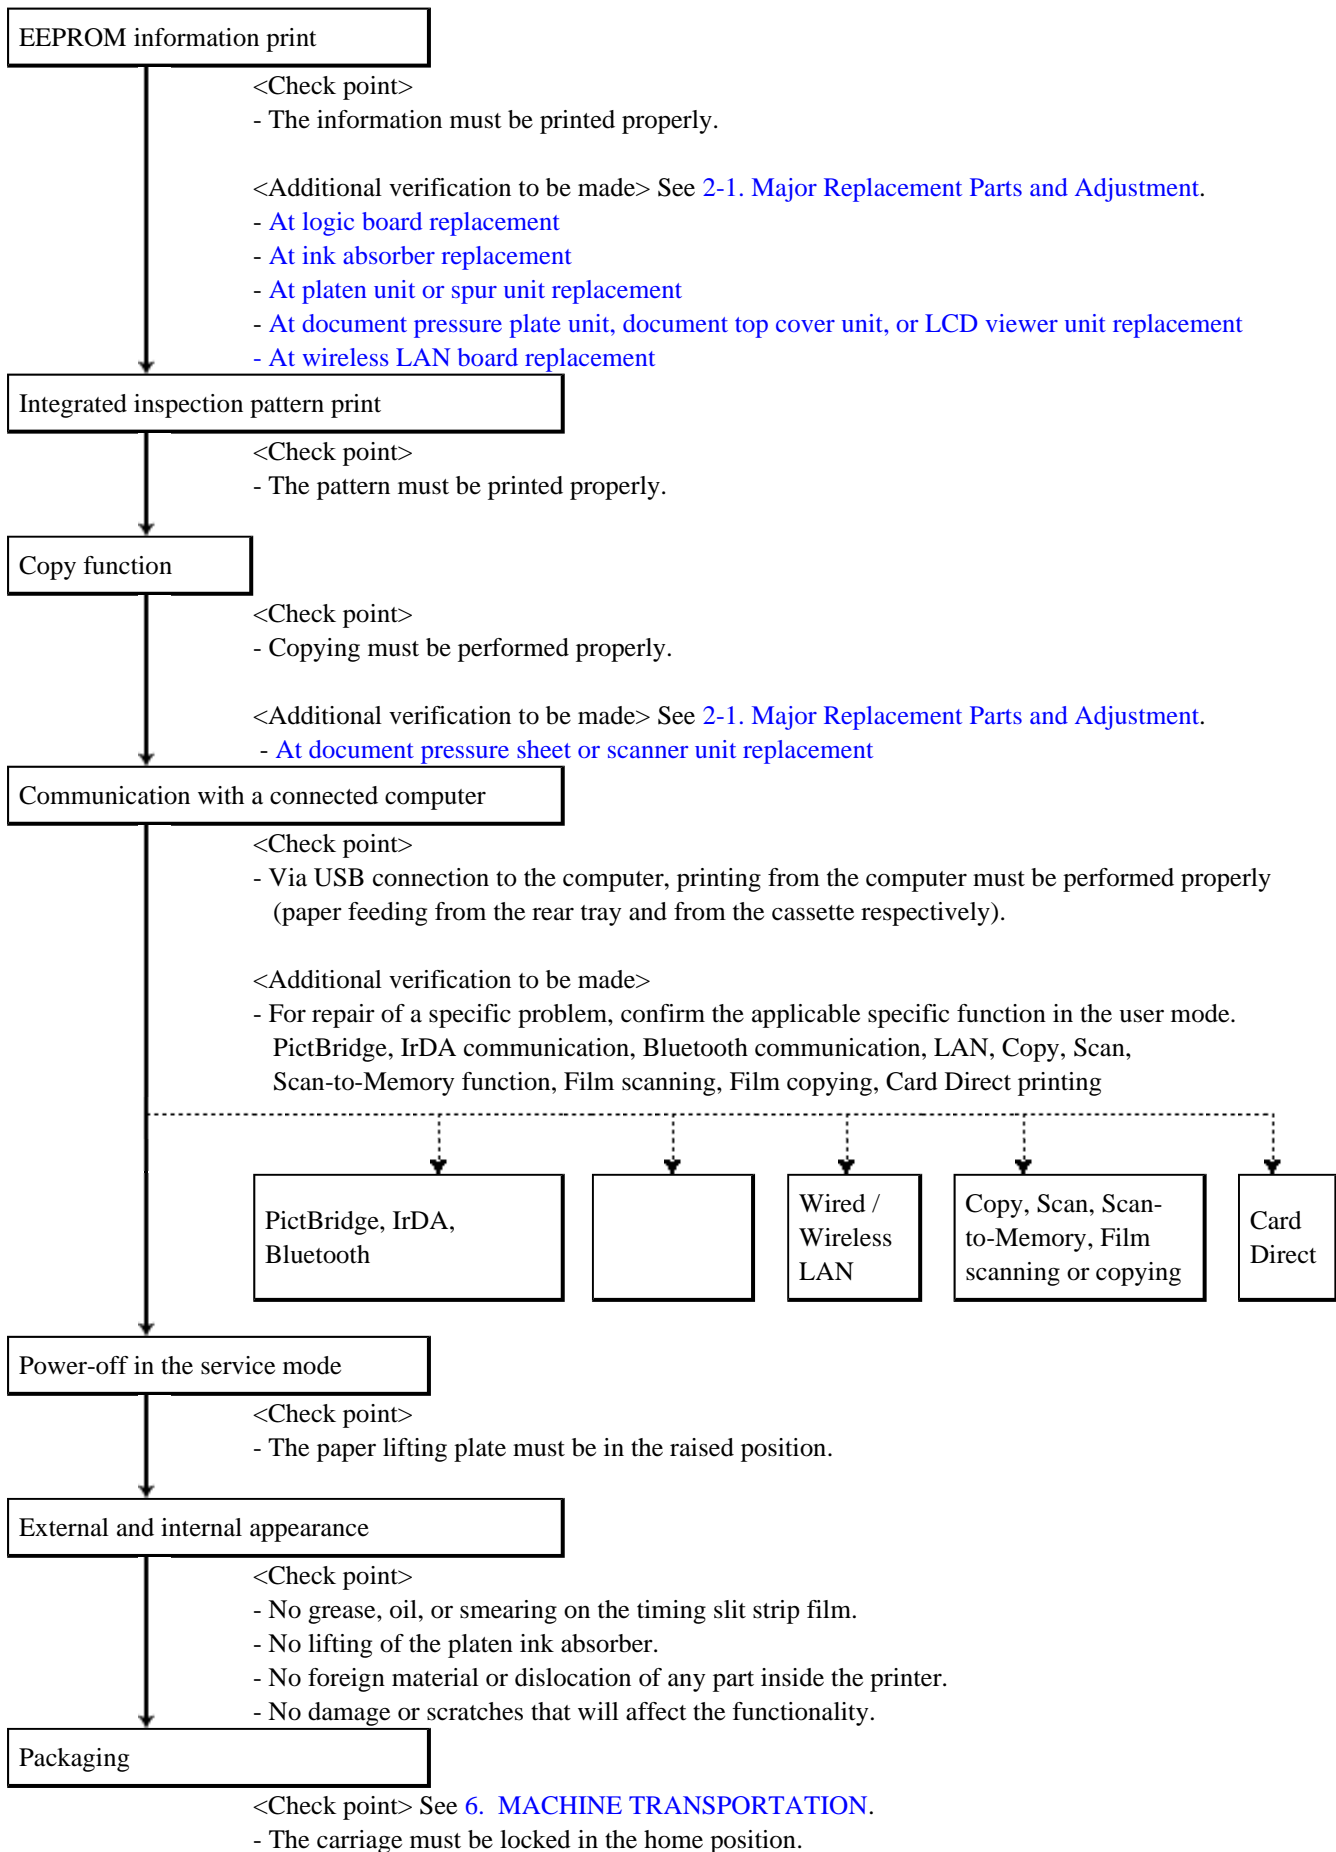 EEPROM information print
<Check point>
- The information must be printed properly.
<Additional verification to be made> See 2-1. Major Replacement Parts and Adjustment.
- At logic board replacement
- At ink absorber replacement
- At platen unit or spur unit replacement
- At document pressure plate unit, document top cover unit, or LCD viewer unit replacement
- At wireless LAN board replacement
Integrated inspection pattern print
<Check point>
- The pattern must be printed properly.
Copy function
<Check point>
- Copying must be performed properly.
<Additional verification to be made> See 2-1. Major Replacement Parts and Adjustment.
- At document pressure sheet or scanner unit replacement
Communication with a connected computer
<Check point>
- Via USB connection to the computer, printing from the computer must be performed properly
(paper feeding from the rear tray and from the cassette respectively).
<Additional verification to be made>
- For repair of a specific problem, confirm the applicable specific function in the user mode.
PictBridge, IrDA communication, Bluetooth communication, LAN, Copy, Scan,
Scan-to-Memory function, Film scanning, Film copying, Card Direct printing
PictBridge, IrDA,
Bluetooth
Wired /
Wireless
LAN
Copy, Scan, Scan-
to-Memory, Film
scanning or copying
Card
Direct
Power-off in the service mode
<Check point>
- The paper lifting plate must be in the raised position.
External and internal appearance
<Check point>
- No grease, oil, or smearing on the timing slit strip film.
- No lifting of the platen ink absorber.
- No foreign material or dislocation of any part inside the printer.
- No damage or scratches that will affect the functionality.
Packaging
<Check point> See 6. MACHINE TRANSPORTATION.
- The carriage must be locked in the home position.